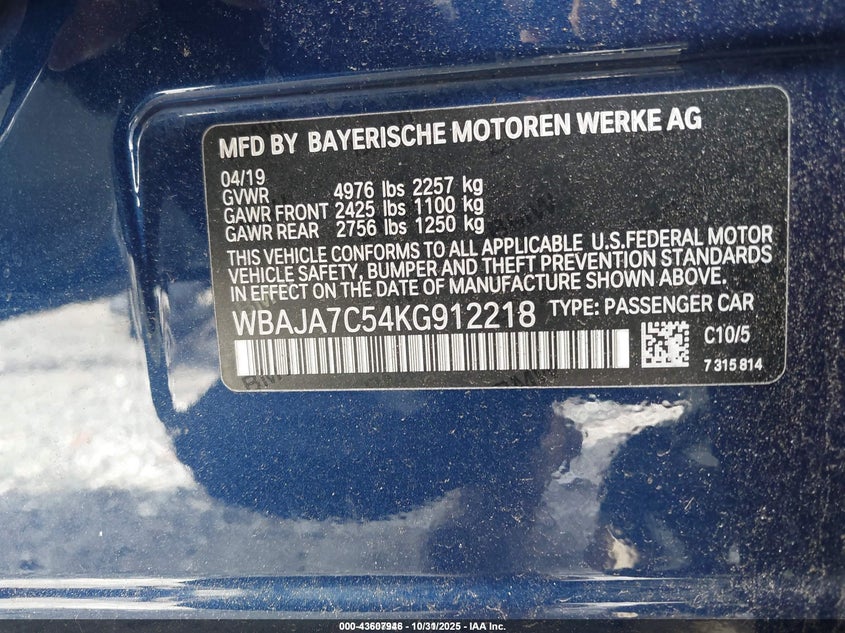 MFD BY BAYERISCHE MOTOREN WERKE AG
04/19
GVWR 4976 lbs 2257 kg
GAWR FRONT 2425 lbs 1100 kg
GAWR REAR 2756 lbs 1250 kg
THIS VEHICLE CONFORMS TO ALL APPLICABLE U.S.FEDERAL MOTOR
VEHICLE SAFETY, BUMPER AND THEFT PREVENTION STANDARDS
IN EFFECT ON THE DATE OF MANUFACTURE SHOWN ABOVE.
WBAJA7C54KG912218 TYPE: PASSENGER CAR
C10/5
7 315 814
10/31/2025 - IAA Inc.